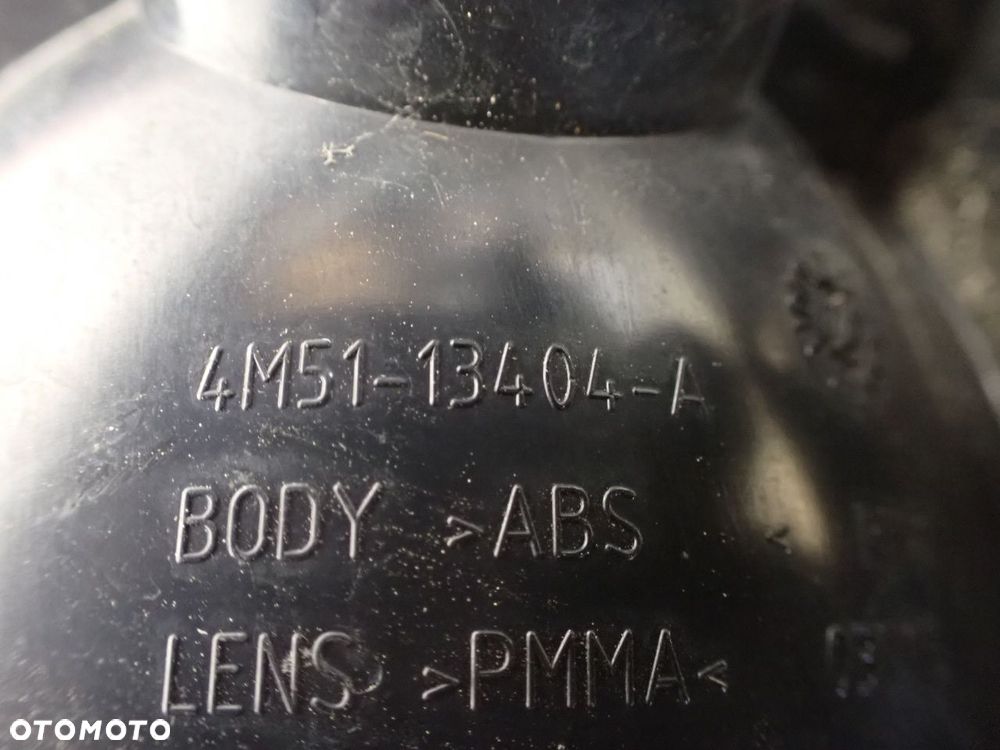 4M51-13404-A
BODY >ABS
LENS >PMMA<
OTOMOTO